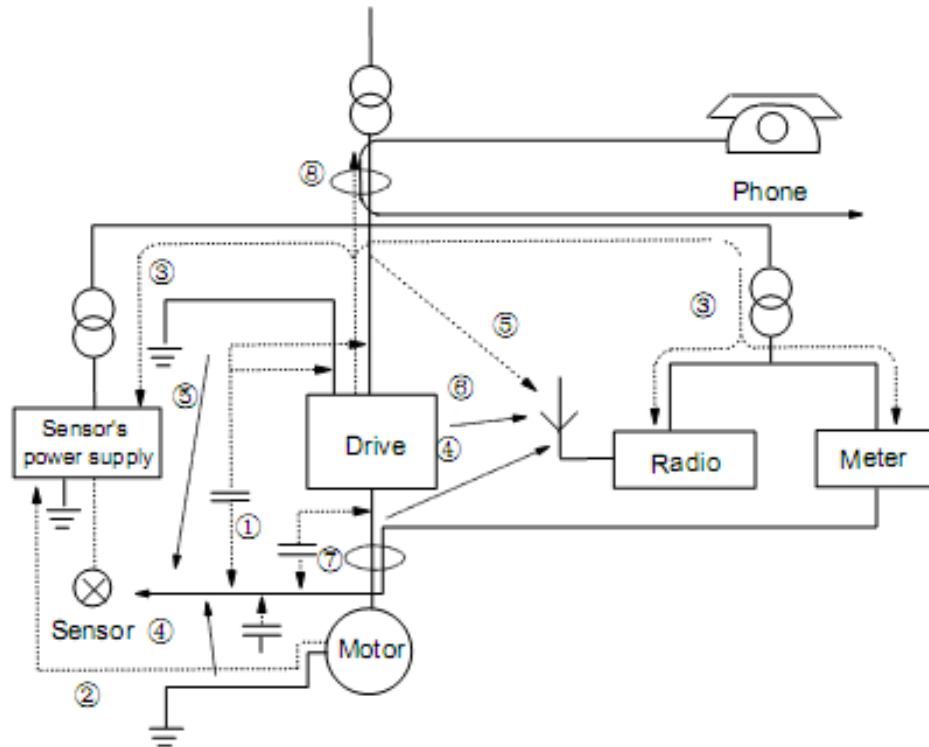 ⑧
Phone
③
③
⑤
⑤
⑥
Sensor's
power supply
Drive
④
Radio
Meter
①
⑦
Sensor
④
Motor
②